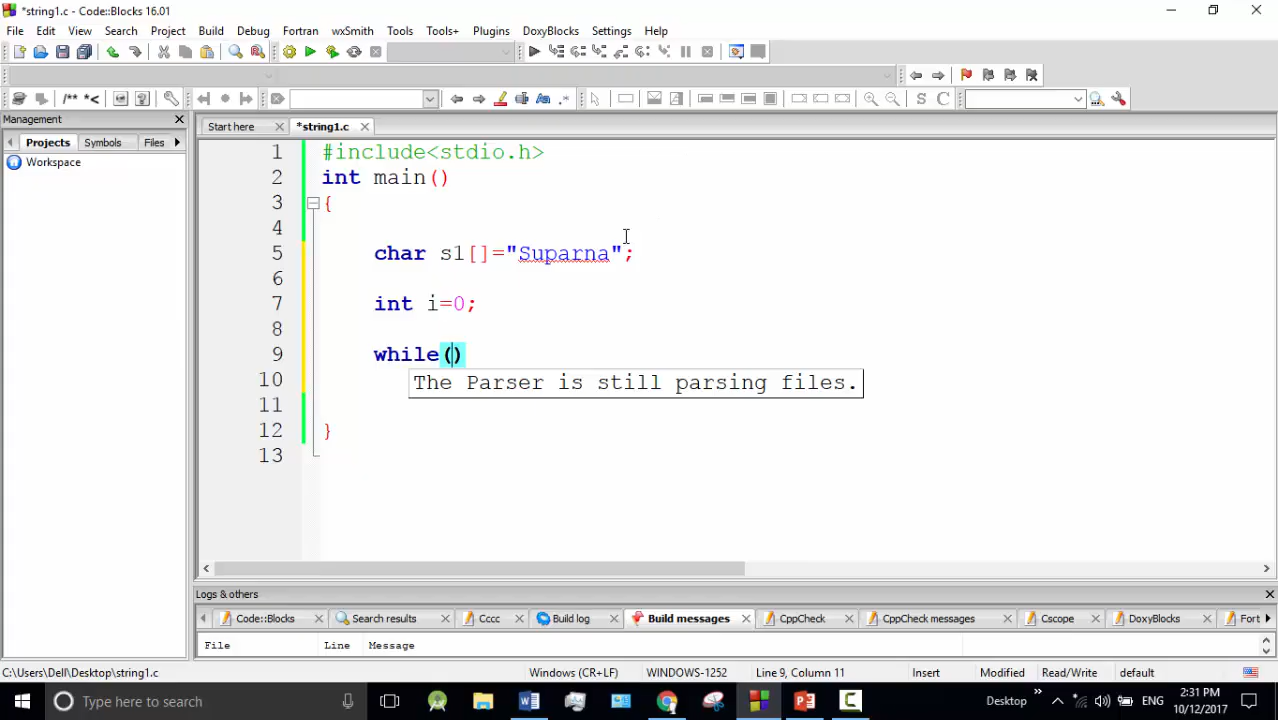 *string1.c - Code::Blocks 16.01
File Edit View Search Project Build Debug Fortran wxSmith Tools Tools+ Plugins DoxyBlocks Settings Help
/** *< S C
Management
Projects Symbols Files
Workspace
Start here *string1.c
1 #include<stdio.h>
2 int main()
3 {
4
5 char s1[]="Suparna";
6
7 int i=0;
8
9 while()
The Parser is still parsing files.
10
11
12 }
13
Logs & others
Code::Blocks Search results Cccc Build log Build messages CppCheck CppCheck messages Cscope DoxyBlocks Fort
File Line Message
C:\Users\Dell\Desktop\string1.c Windows (CR+LF) WINDOWS-1252 Line 9, Column 11 Insert Modified Read/Write default
Type here to search Desktop ENG 2:31 PM
10/12/2017